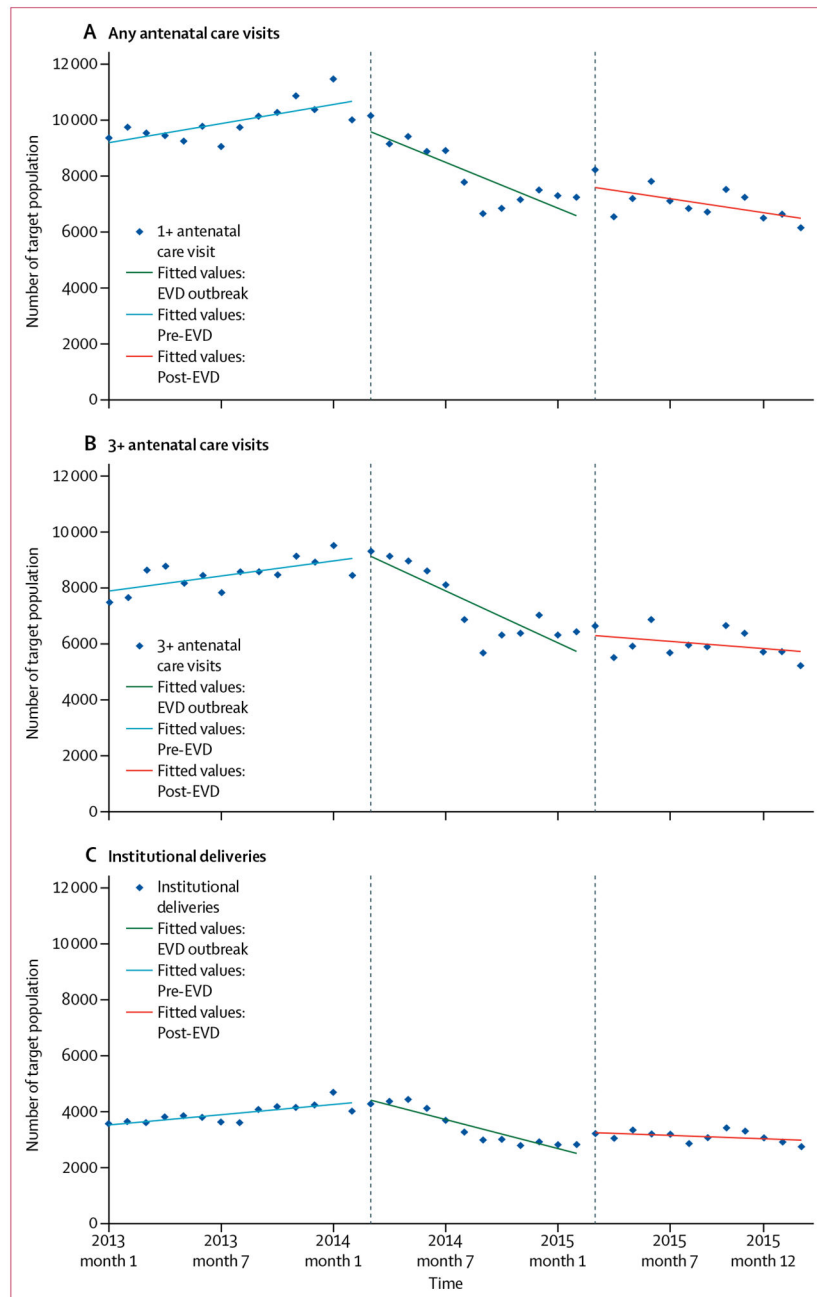 A Any antenatal care visits
12 000
10 000
8000
6000
4000
2000
0
Number of target population
1+ antenatal
care visit
Fitted values:
EVD outbreak
Fitted values:
Pre-EVD
Fitted values:
Post-EVD
B 3+ antenatal care visits
12 000
10 000
8000
6000
4000
2000
0
Number of target population
3+ antenatal
care visits
Fitted values:
EVD outbreak
Fitted values:
Pre-EVD
Fitted values:
Post-EVD
C Institutional deliveries
12 000
10 000
8000
6000
4000
2000
0
Number of target population
Institutional
deliveries
Fitted values:
EVD outbreak
Fitted values:
Pre-EVD
Fitted values:
Post-EVD
2013 2013 2014 2014 2015 2015 2015
month 1 month 7 month 1 month 7 month 1 month 7 month 12
Time